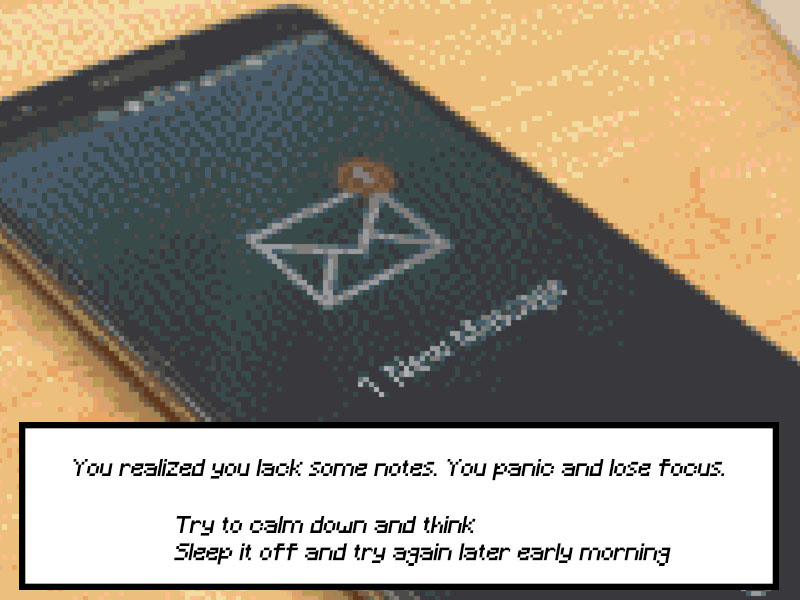 1 New Message
You realized you lack some notes. You panic and lose focus.
Try to calm down and think
Sleep it off and try again later early morning